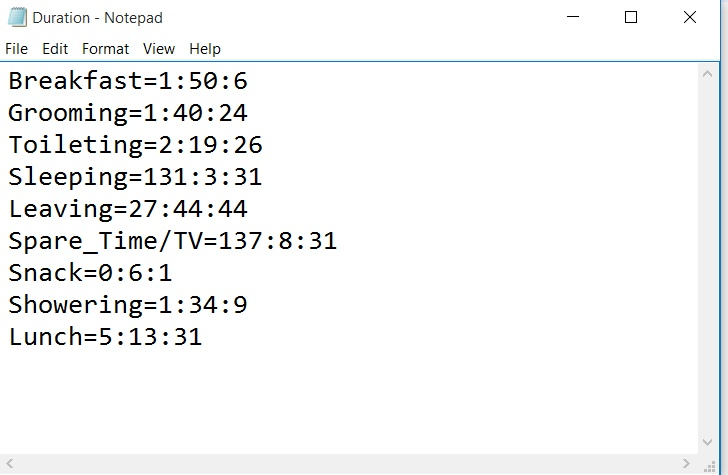 Duration - Notepad
File Edit Format View Help
Breakfast=1:50:6
Grooming=1:40:24
Toileting=2:19:26
Sleeping=131:3:31
Leaving=27:44:44
Spare_Time/TV=137:8:31
Snack=0:6:1
Showering=1:34:9
Lunch=5:13:31